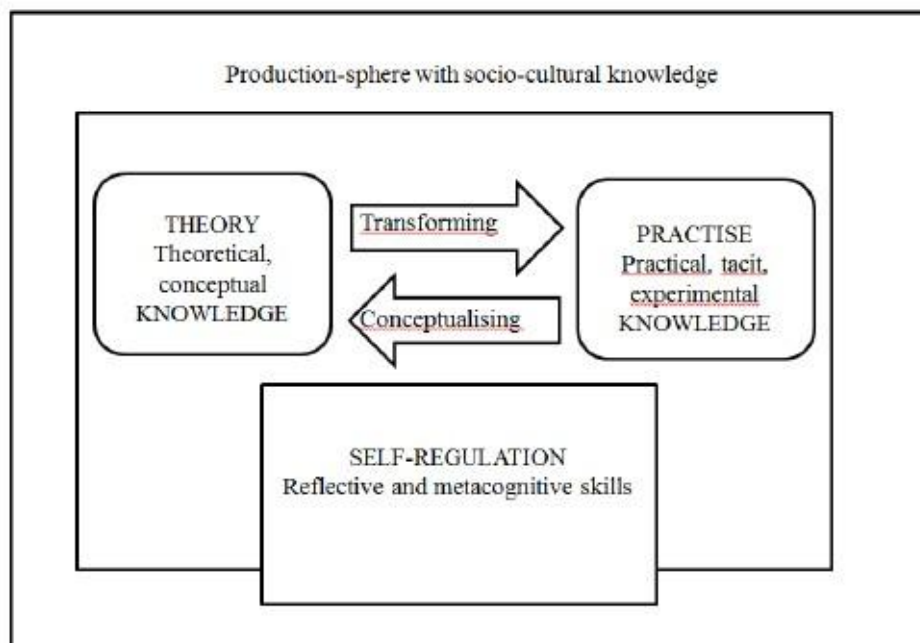 Production-sphere with socio-cultural knowledge
THEORY
Theoretical,
conceptual
KNOWLEDGE
Transforming
Conceptualising
PRACTISE
Practical, tacit,
experimental
KNOWLEDGE
SELF-REGULATION
Reflective and metacognitive skills